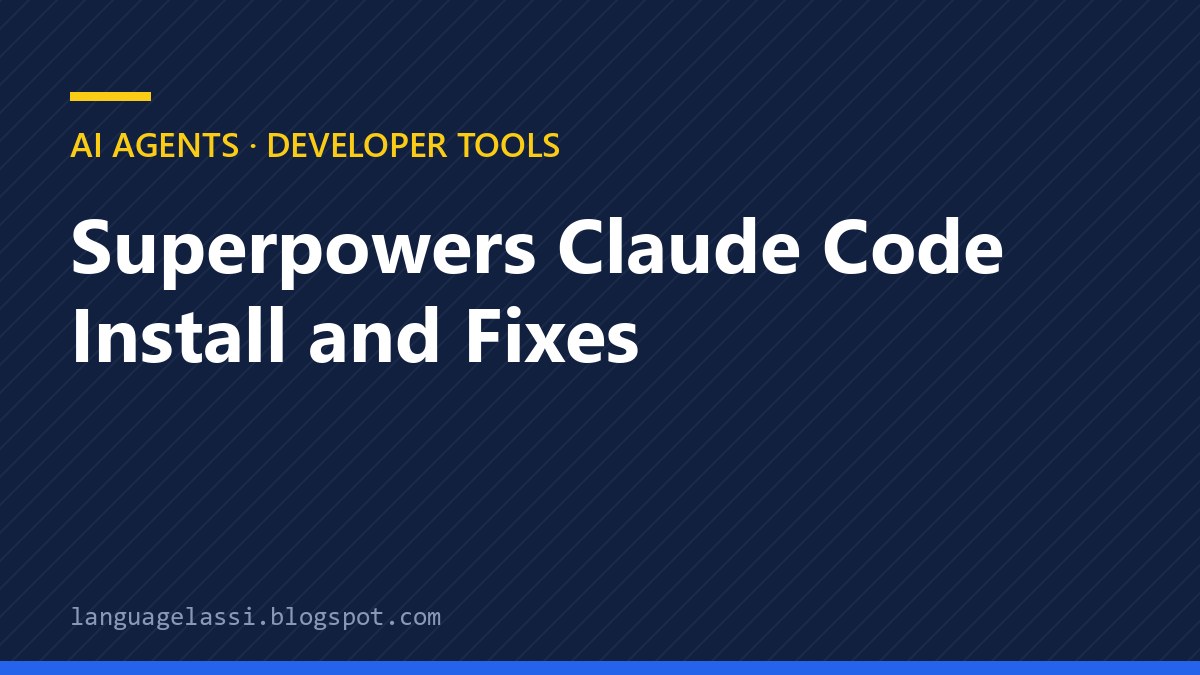 AI AGENTS · DEVELOPER TOOLS
Superpowers Claude Code
Install and Fixes
languagelassi.blogspot.com